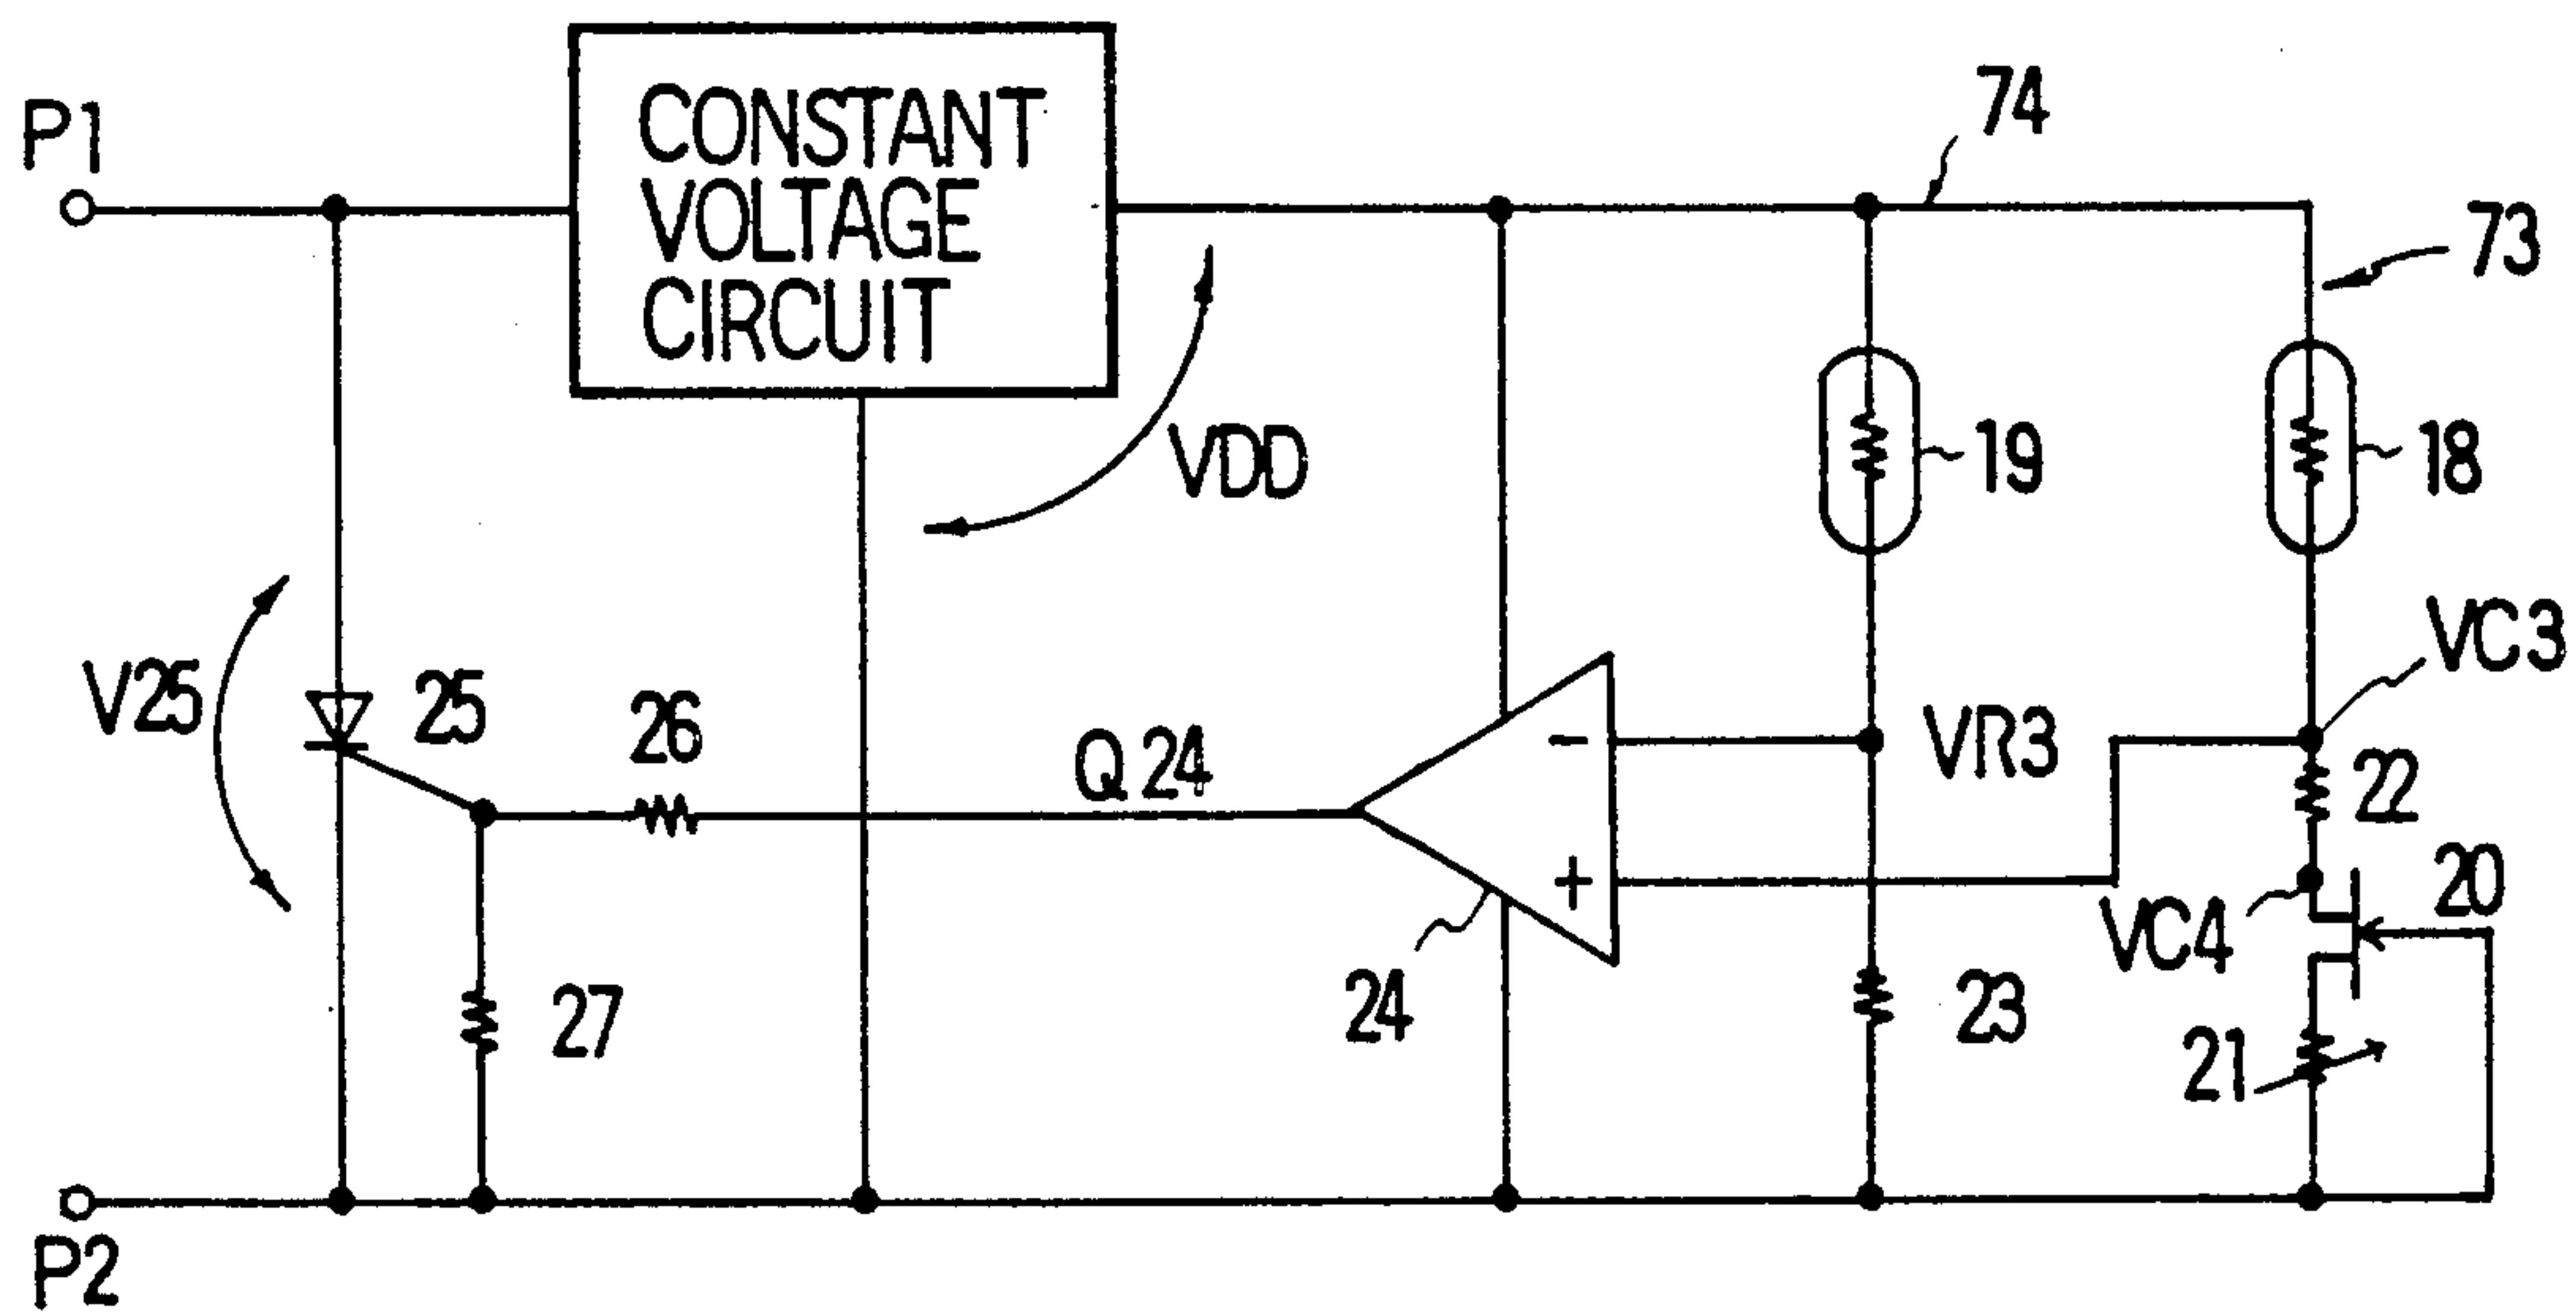 P1
CONSTANT
VOLTAGE
CIRCUIT
74
73
VDD
19
18
V25
25
26
Q24
-
VR3
VC3
22
+
VC4
20
24
27
23
21
P2